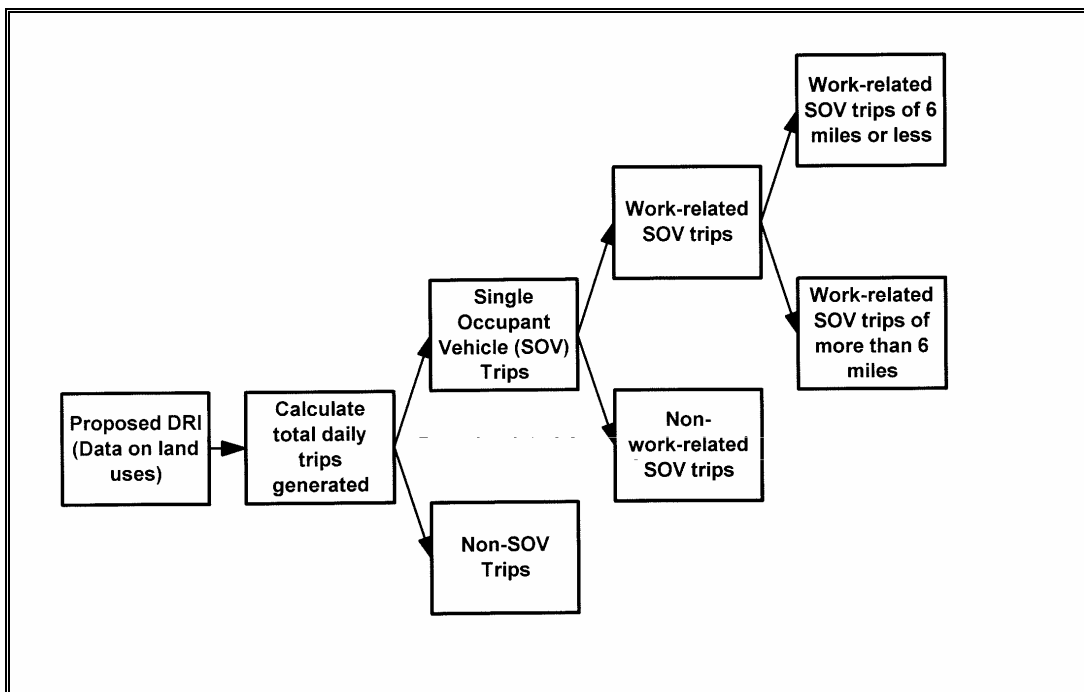 Proposed DRI
(Data on land
uses)
Calculate
total daily
trips
generated
Single
Occupant
Vehicle (SOV)
Trips
Non-SOV
Trips
Work-related
SOV trips
Non-
work-related
SOV trips
Work-related
SOV trips of 6
miles or less
Work-related
SOV trips of
more than 6
miles